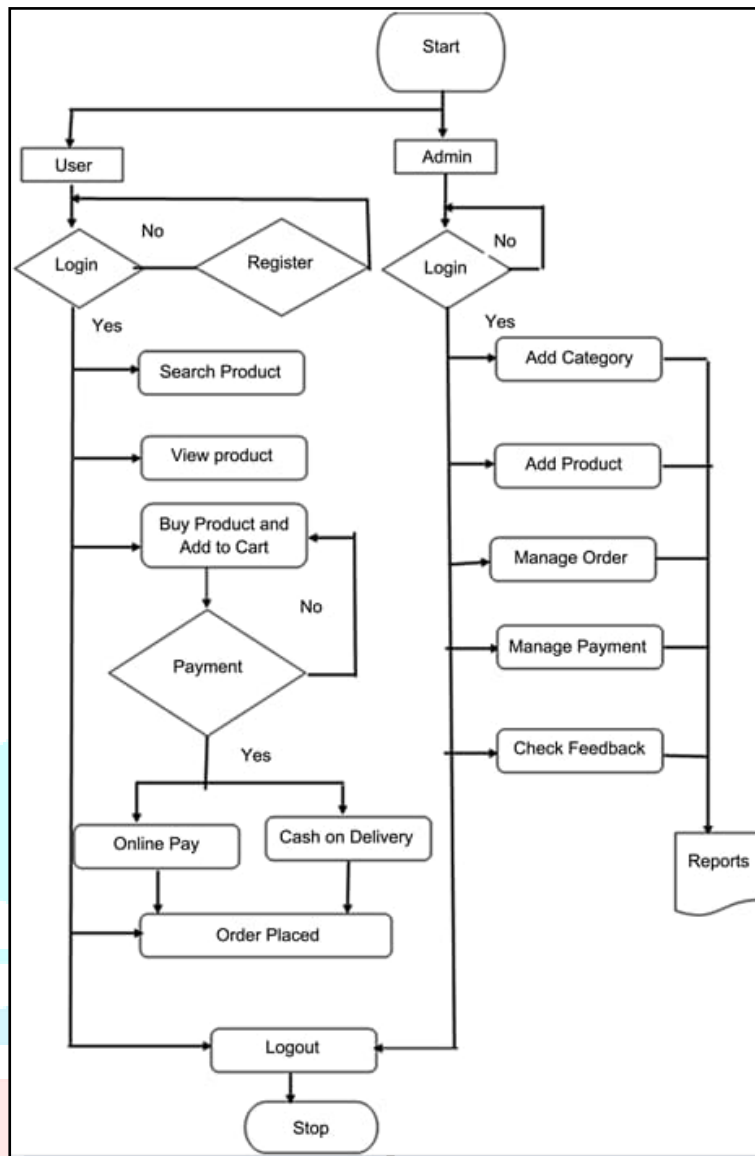 Start
User
Admin
No
Login
Register
No
Login
Yes
Yes
Search Product
Add Category
View product
Add Product
Buy Product and
Add to Cart
Manage Order
No
Payment
Manage Payment
Yes
Check Feedback
Online Pay
Cash on Delivery
Reports
Order Placed
Logout
Stop